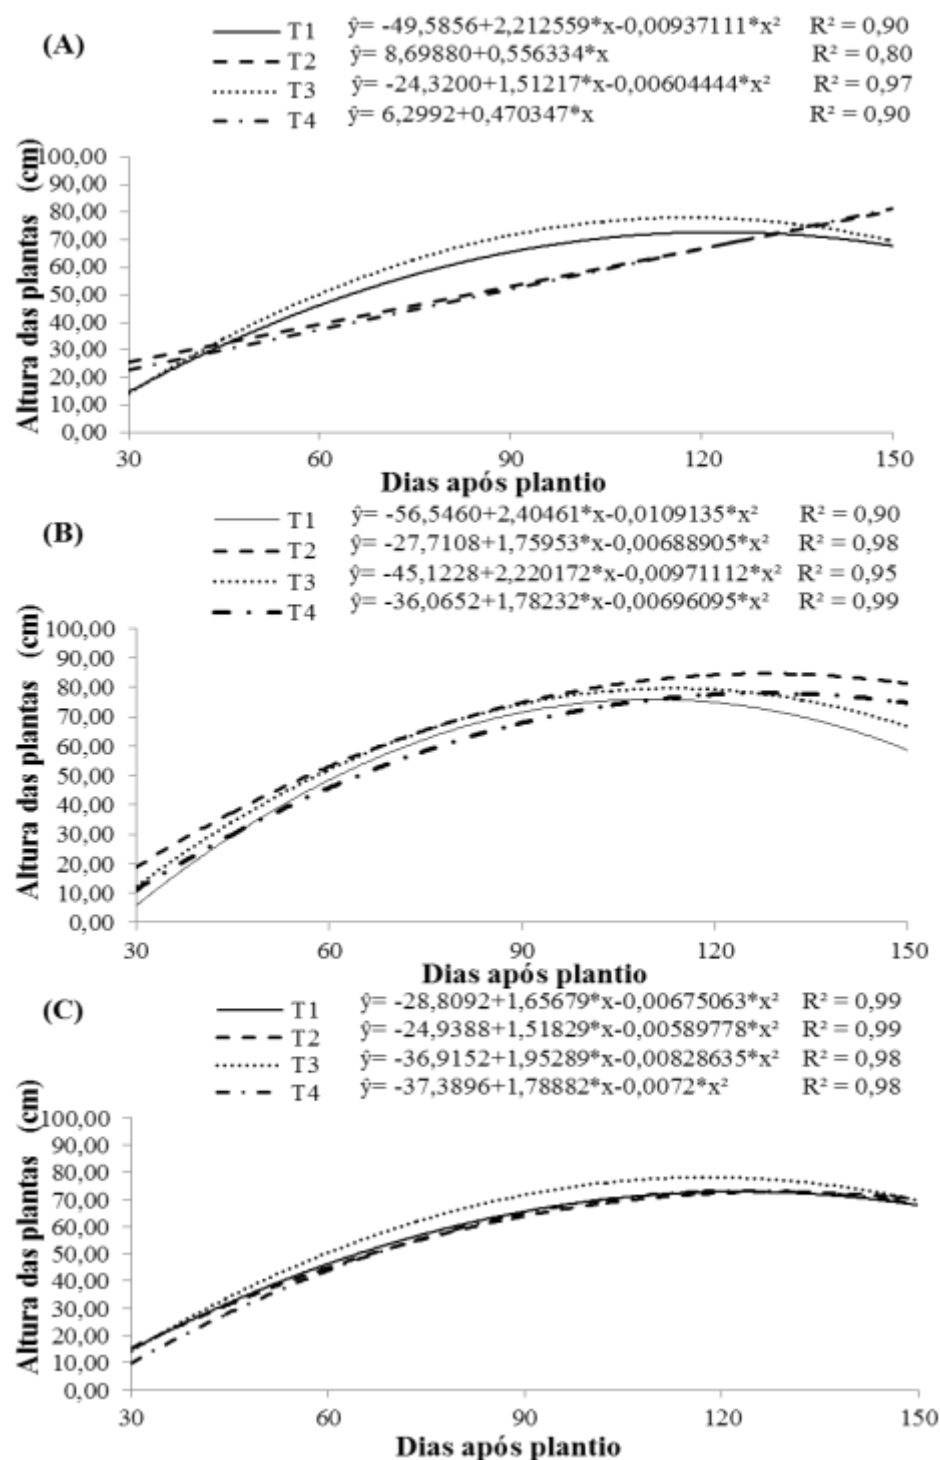 (A)
T1 ŷ= -49,5856+2,212559*x-0,00937111*x² R² = 0,90
T2 ŷ= 8,69880+0,556334*x R² = 0,80
T3 ŷ= -24,3200+1,51217*x-0,00604444*x² R² = 0,97
T4 ŷ= 6,2992+0,470347*x R² = 0,90
Altura das plantas (cm)
100,00
90,00
80,00
70,00
60,00
50,00
40,00
30,00
20,00
10,00
0,00
30 60 90 120 150
Dias após plantio
(B)
T1 ŷ= -56,5460+2,40461*x-0,0109135*x² R² = 0,90
T2 ŷ= -27,7108+1,75953*x-0,00688905*x² R² = 0,98
T3 ŷ= -45,1228+2,220172*x-0,00971112*x² R² = 0,95
T4 ŷ= -36,0652+1,78232*x-0,00696095*x² R² = 0,99
Altura das plantas (cm)
100,00
90,00
80,00
70,00
60,00
50,00
40,00
30,00
20,00
10,00
0,00
30 60 90 120 150
Dias após plantio
(C)
T1 ŷ= -28,8092+1,65679*x-0,00675063*x² R² = 0,99
T2 ŷ= -24,9388+1,51829*x-0,00589778*x² R² = 0,99
T3 ŷ= -36,9152+1,95289*x-0,00828635*x² R² = 0,98
T4 ŷ= -37,3896+1,78882*x-0,0072*x² R² = 0,98
Altura das plantas (cm)
100,00
90,00
80,00
70,00
60,00
50,00
40,00
30,00
20,00
10,00
0,00
30 60 90 120 150
Dias após plantio